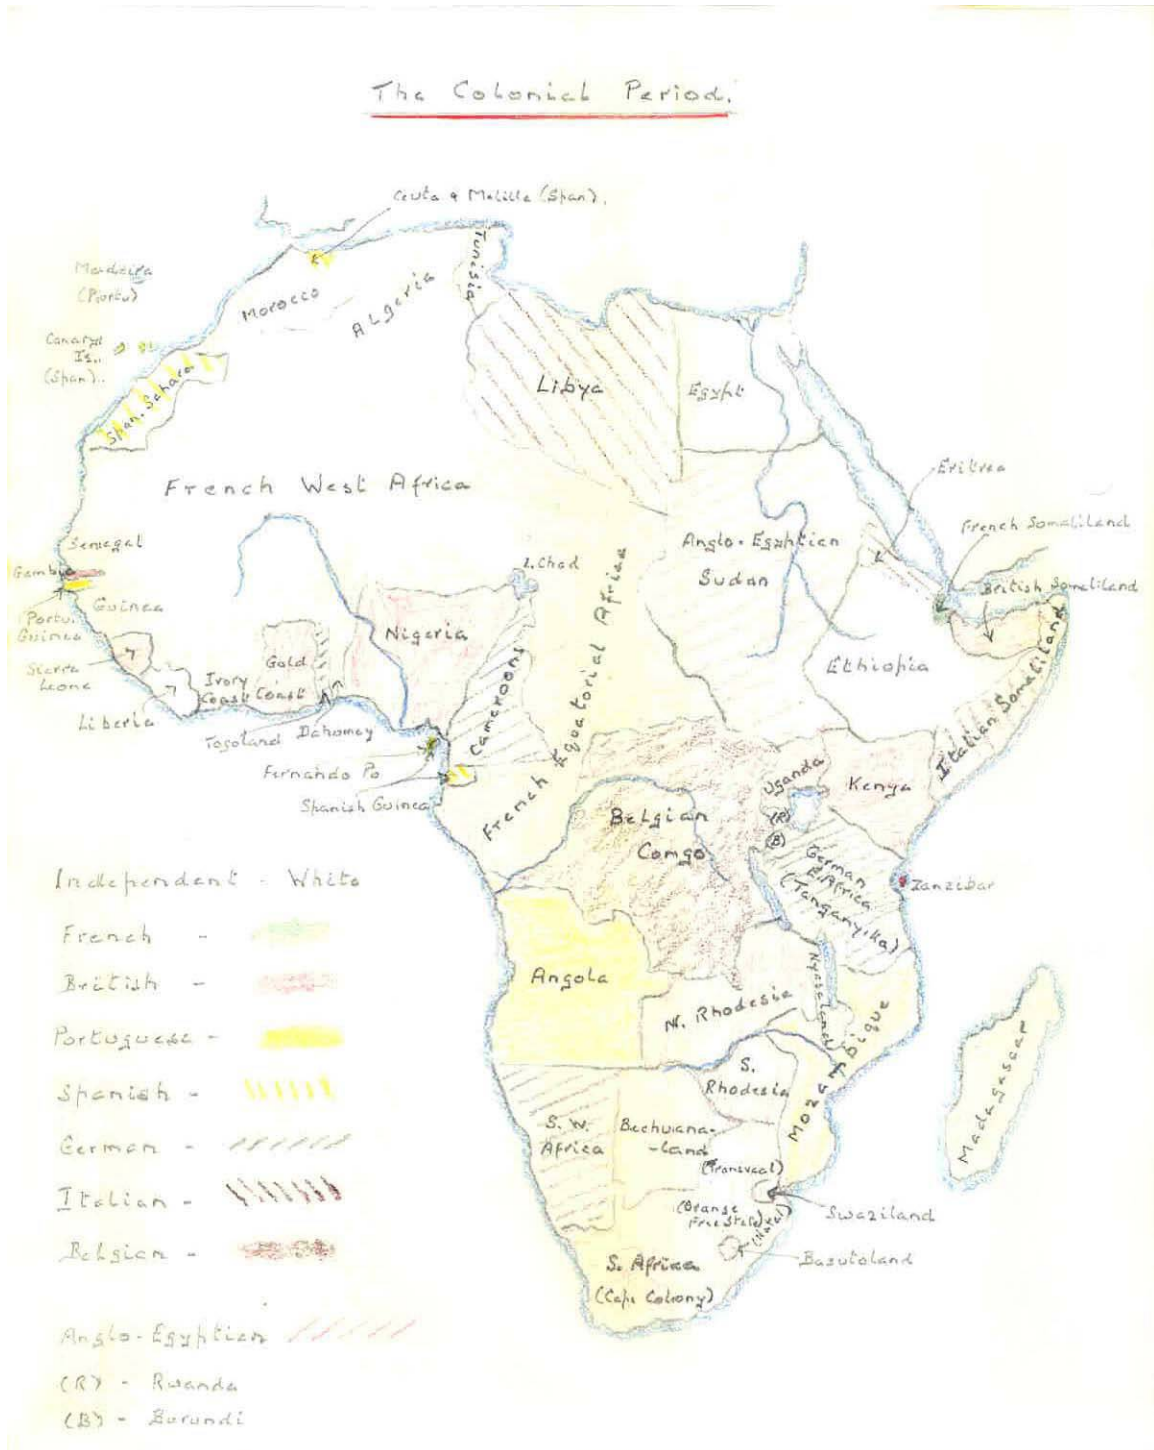 The Colonial Period.
Ceuta & Melilla (Span).
Madeira
(Portu)
Canary
Is..
(Span)..
Morocco
Algeria
Tunisia
Span. Sahara
Libya
Egypt
French West Africa
Eritrea
French Somaliland
British Somaliland
Senegal
Gambia
Guinea
Portu.
Guinea
Sierra
Leone
Liberia
Ivory
Coast
Gold
Coast
Togoland
Dahomey
Nigeria
L. Chad
Cameroons
Fernando Po
Spanish Guinea
French Equatorial Africa
Anglo-Egyptian
Sudan
Ethiopia
Italian Somaliland
Uganda
Kenya
(R)
(B)
Belgian
Congo
German
E. Africa
(Tanganyika)
Zanzibar
Angola
N. Rhodesia
Nyasaland
Mozambique
Madagascar
S.
Rhodesia
S. W.
Africa
Bechuana-
-land
(Transvaal)
(Orange
Free State)
(Natal)
Swaziland
Basutoland
S. Africa
(Cape Colony)
Independent - White
French -
British -
Portuguese -
Spanish -
German -
Italian -
Belgian -
Anglo-Egyptian
(R) - Rwanda
(B) - Burundi